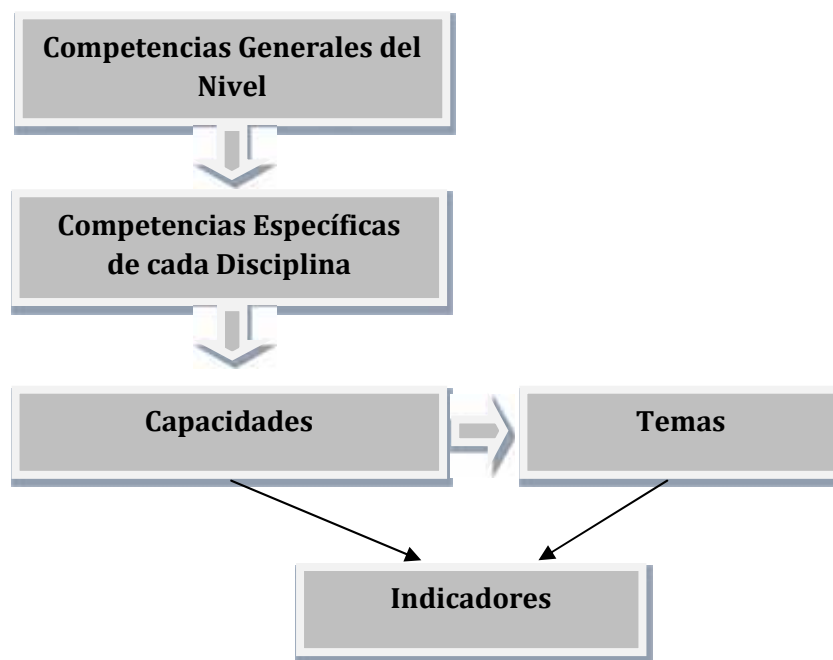 Competencias Generales del
Nivel
Competencias Específicas
de cada Disciplina
Capacidades
Temas
Indicadores